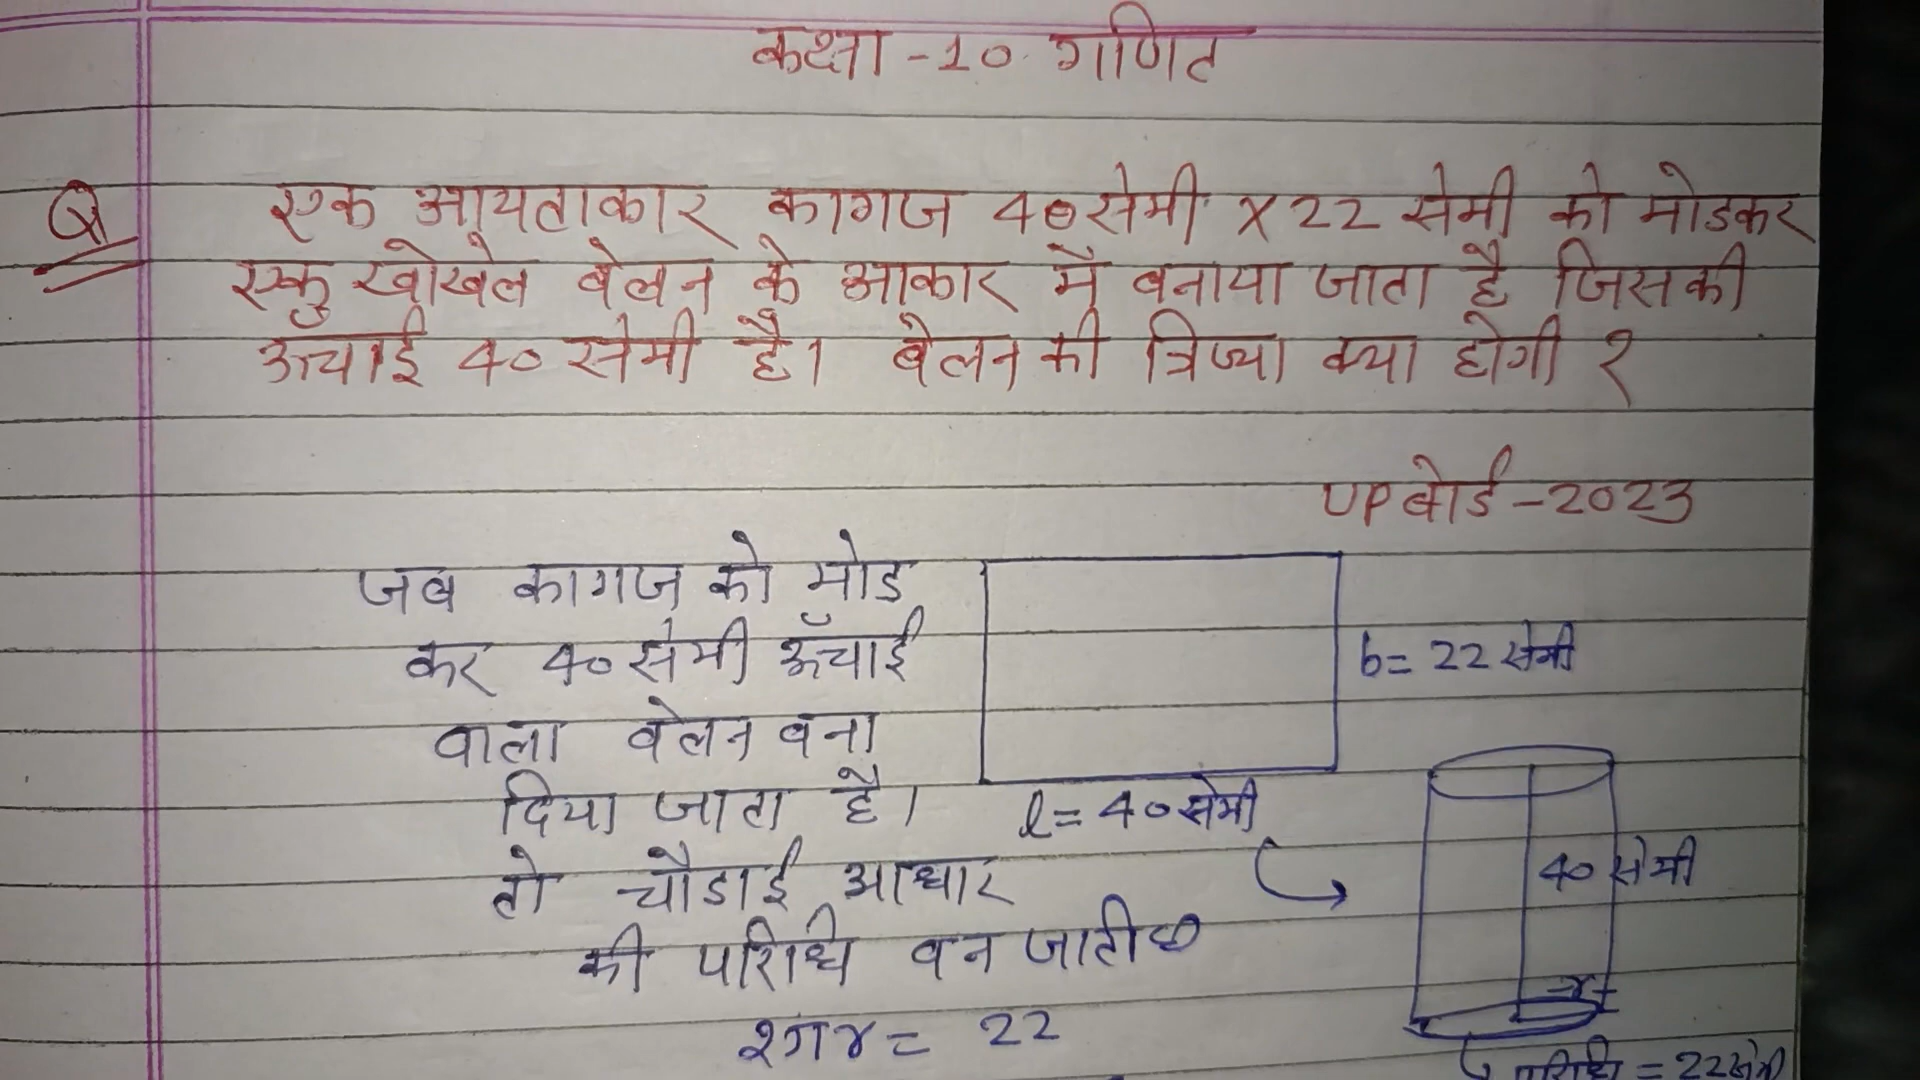 कक्षा - 10 गणित
Q एक आयताकार कागज 40 सेमी x 22 सेमी को मोडकर
एक खोखले बेलन के आकार में बनाया जाता है जिसकी
ऊचाई 40 सेमी है। बेलन की त्रिज्या क्या होगी ?
UP बोर्ड - 2023
जब कागज को मोड
कर 40 सेमी ऊँचाई
वाला बेलन बना
दिया जाता है।
तो चौडाई आधार
की परिधि बन जाती
2πr = 22
b = 22 सेमी
l = 40 सेमी
40 सेमी
r
परिधि = 22 सेमी